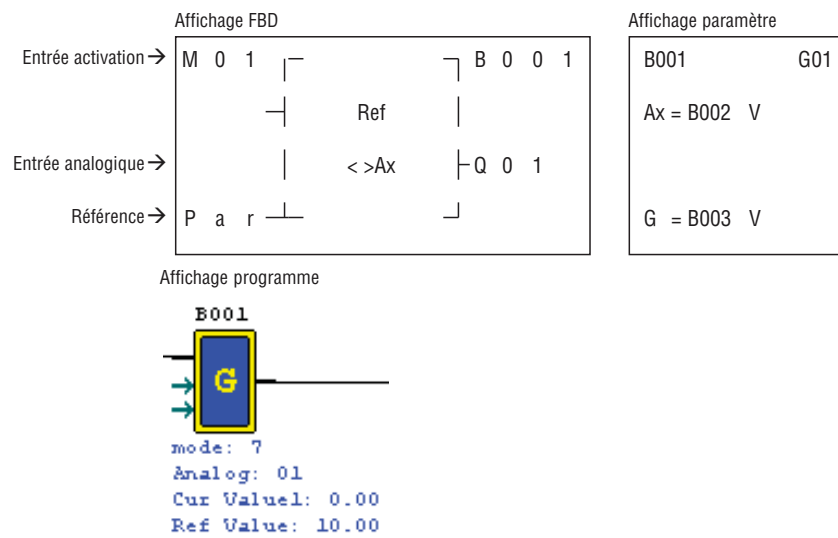 Affichage FBD
Affichage paramètre
Entrée activation → M 0 1 B 0 0 1
Ref
Entrée analogique → < >Ax Q 0 1
Référence → P a r
B001 G01
Ax = B002 V
G = B003 V
Affichage programme
B001
G
mode: 7
Analog: 01
Cur Value1: 0.00
Ref Value: 10.00